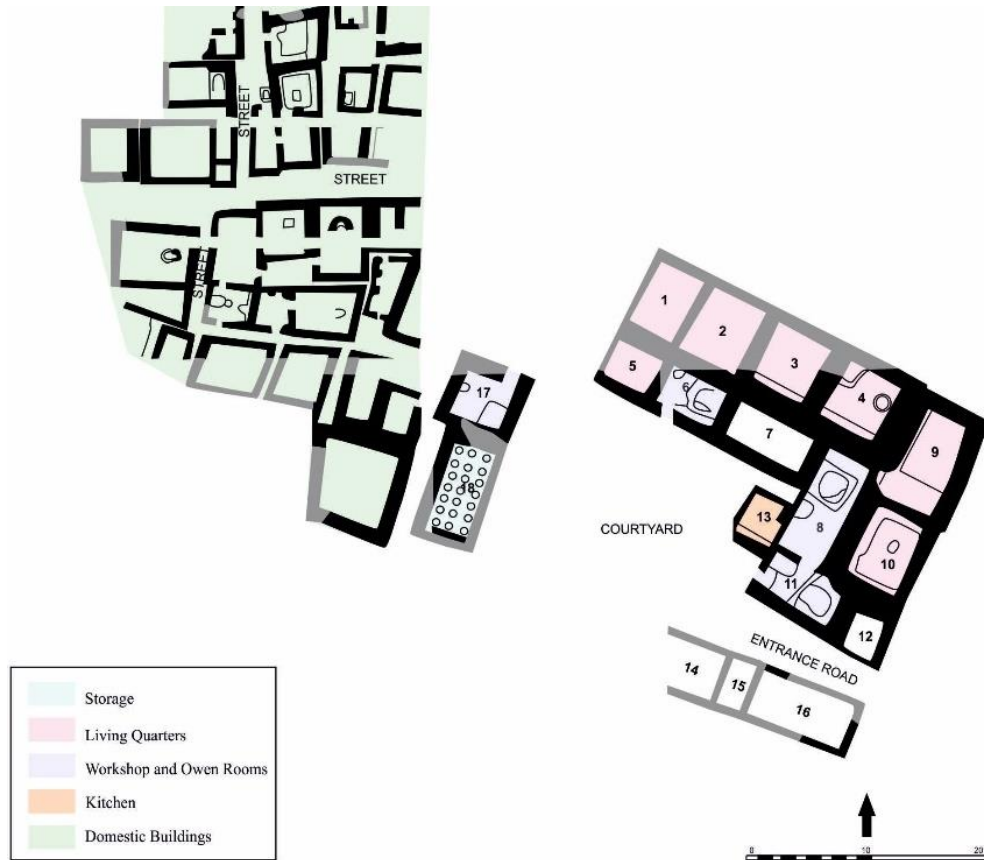 STREET
STREET
STREET
1
2
3
4
5
6
7
8
9
10
11
12
13
14
15
16
17
18
COURTYARD
ENTRANCE ROAD
Storage
Living Quarters
Workshop and Owen Rooms
Kitchen
Domestic Buildings
0 10 20